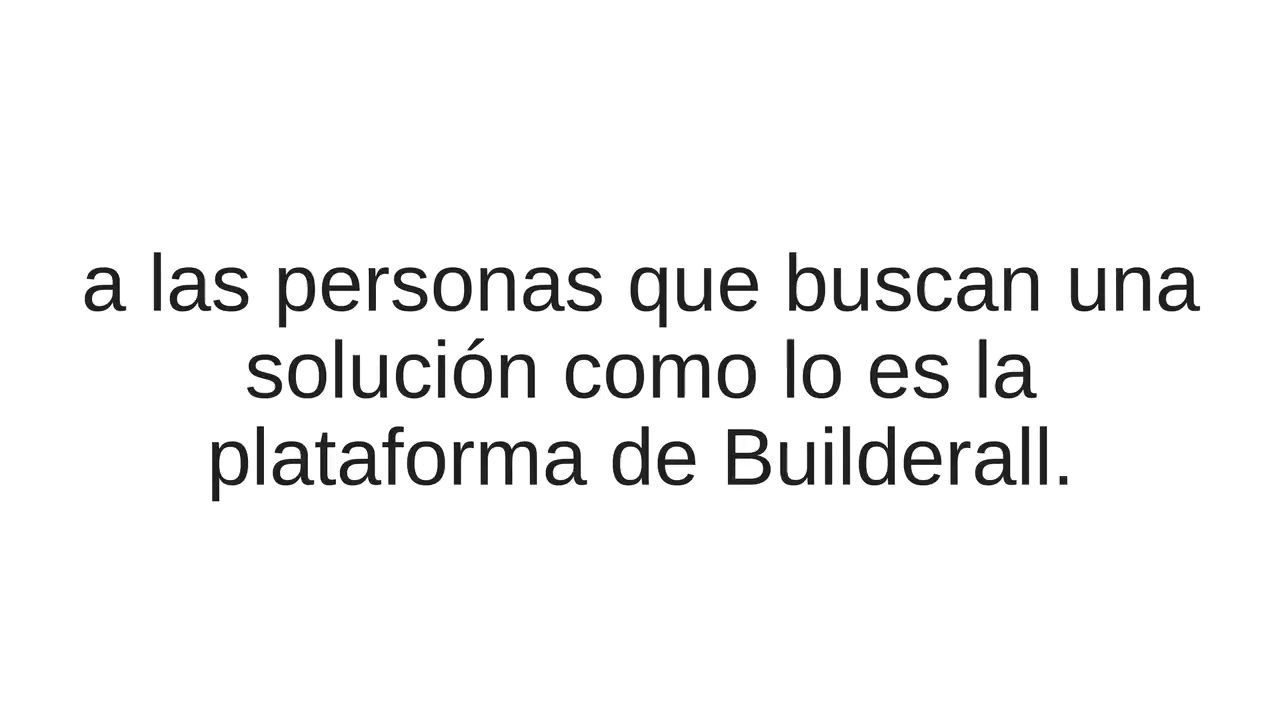 a las personas que buscan una
solución como lo es la
plataforma de Builderall.